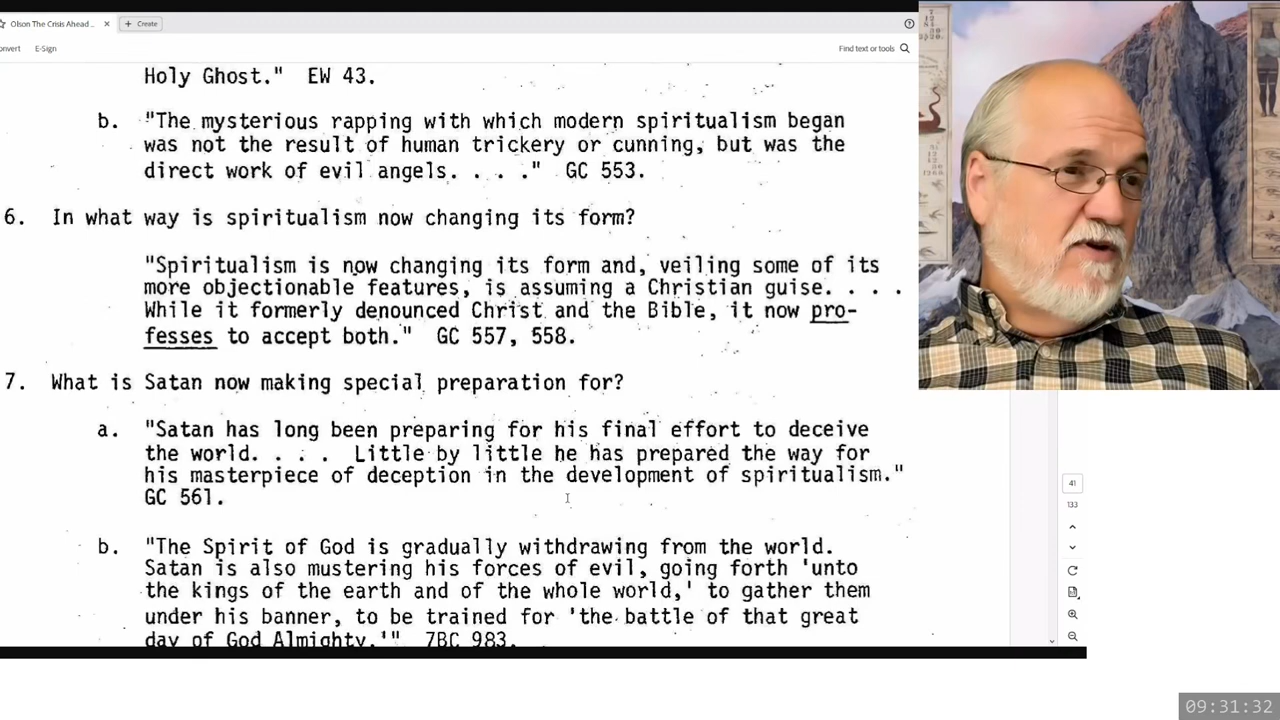 Olson The Crisis Ahead ..
Create
onvert
E-Sign
Find text or tools
Holy Ghost." EW 43.
b. "The mysterious rapping with which modern spiritualism began
was not the result of human trickery or cunning, but was the
direct work of evil angels. . . ." GC 553.
6. In what way is spiritualism now changing its form?
"Spiritualism is now changing its form and, veiling some of its
more objectionable features, is assuming a Christian guise. . . .
While it formerly denounced Christ and the Bible, it now pro-
fesses to accept both." GC 557, 558.
7. What is Satan now making special preparation for?
a. "Satan has long been preparing for his final effort to deceive
the world. . . . Little by little he has prepared the way for
his masterpiece of deception in the development of spiritualism."
GC 561.
b. "The Spirit of God is gradually withdrawing from the world.
Satan is also mustering his forces of evil, going forth 'unto
the kings of the earth and of the whole world,' to gather them
under his banner, to be trained for 'the battle of that great
day of God Almighty.'" 7BC 983.
41
133
09:31:32